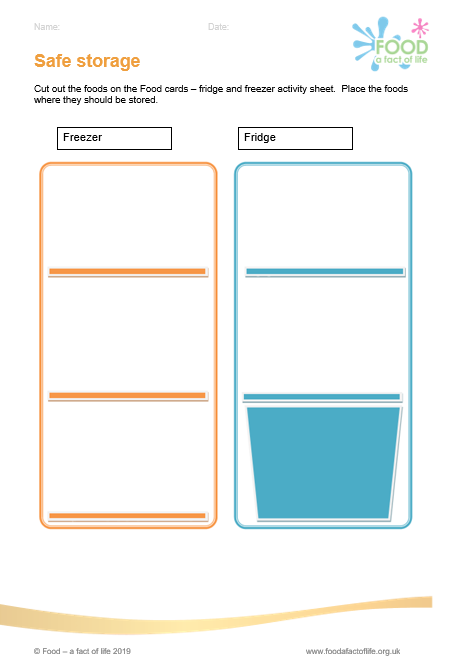 Name:
Date:
FOOD
a fact of life
Safe storage
Cut out the foods on the Food cards – fridge and freezer activity sheet.  Place the foods
where they should be stored.
Freezer
Fridge
© Food – a fact of life 2019
www.foodafactoflife.org.uk